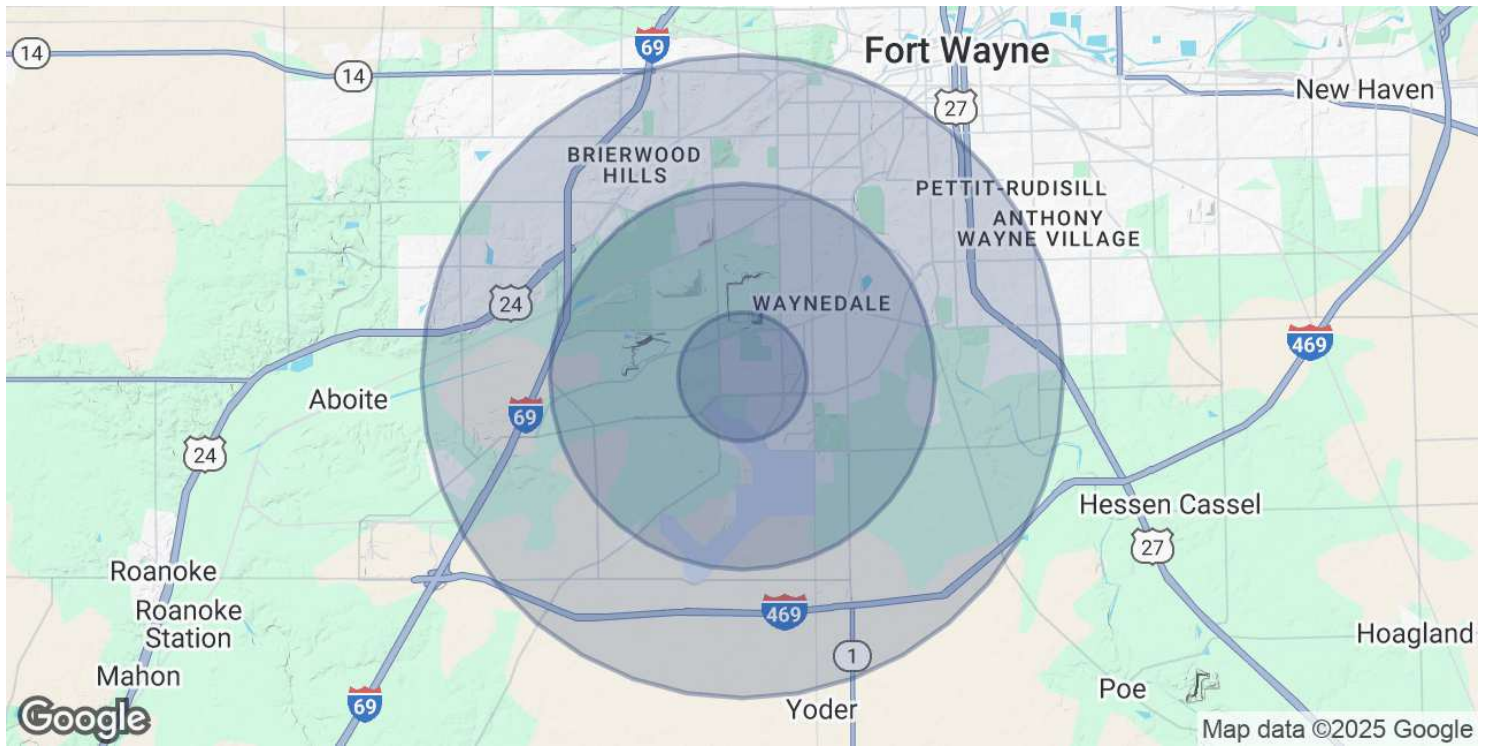 69
14
14
Fort Wayne
27
New Haven
BRIERWOOD
HILLS
PETTIT-RUDISILL
ANTHONY
WAYNE VILLAGE
24
WAYNEDALE
469
Aboite
69
24
Hessen Cassel
27
Roanoke
Roanoke
Station
469
Hoagland
1
Mahon
Poe
69
Yoder
Google
Map data ©2025 Google